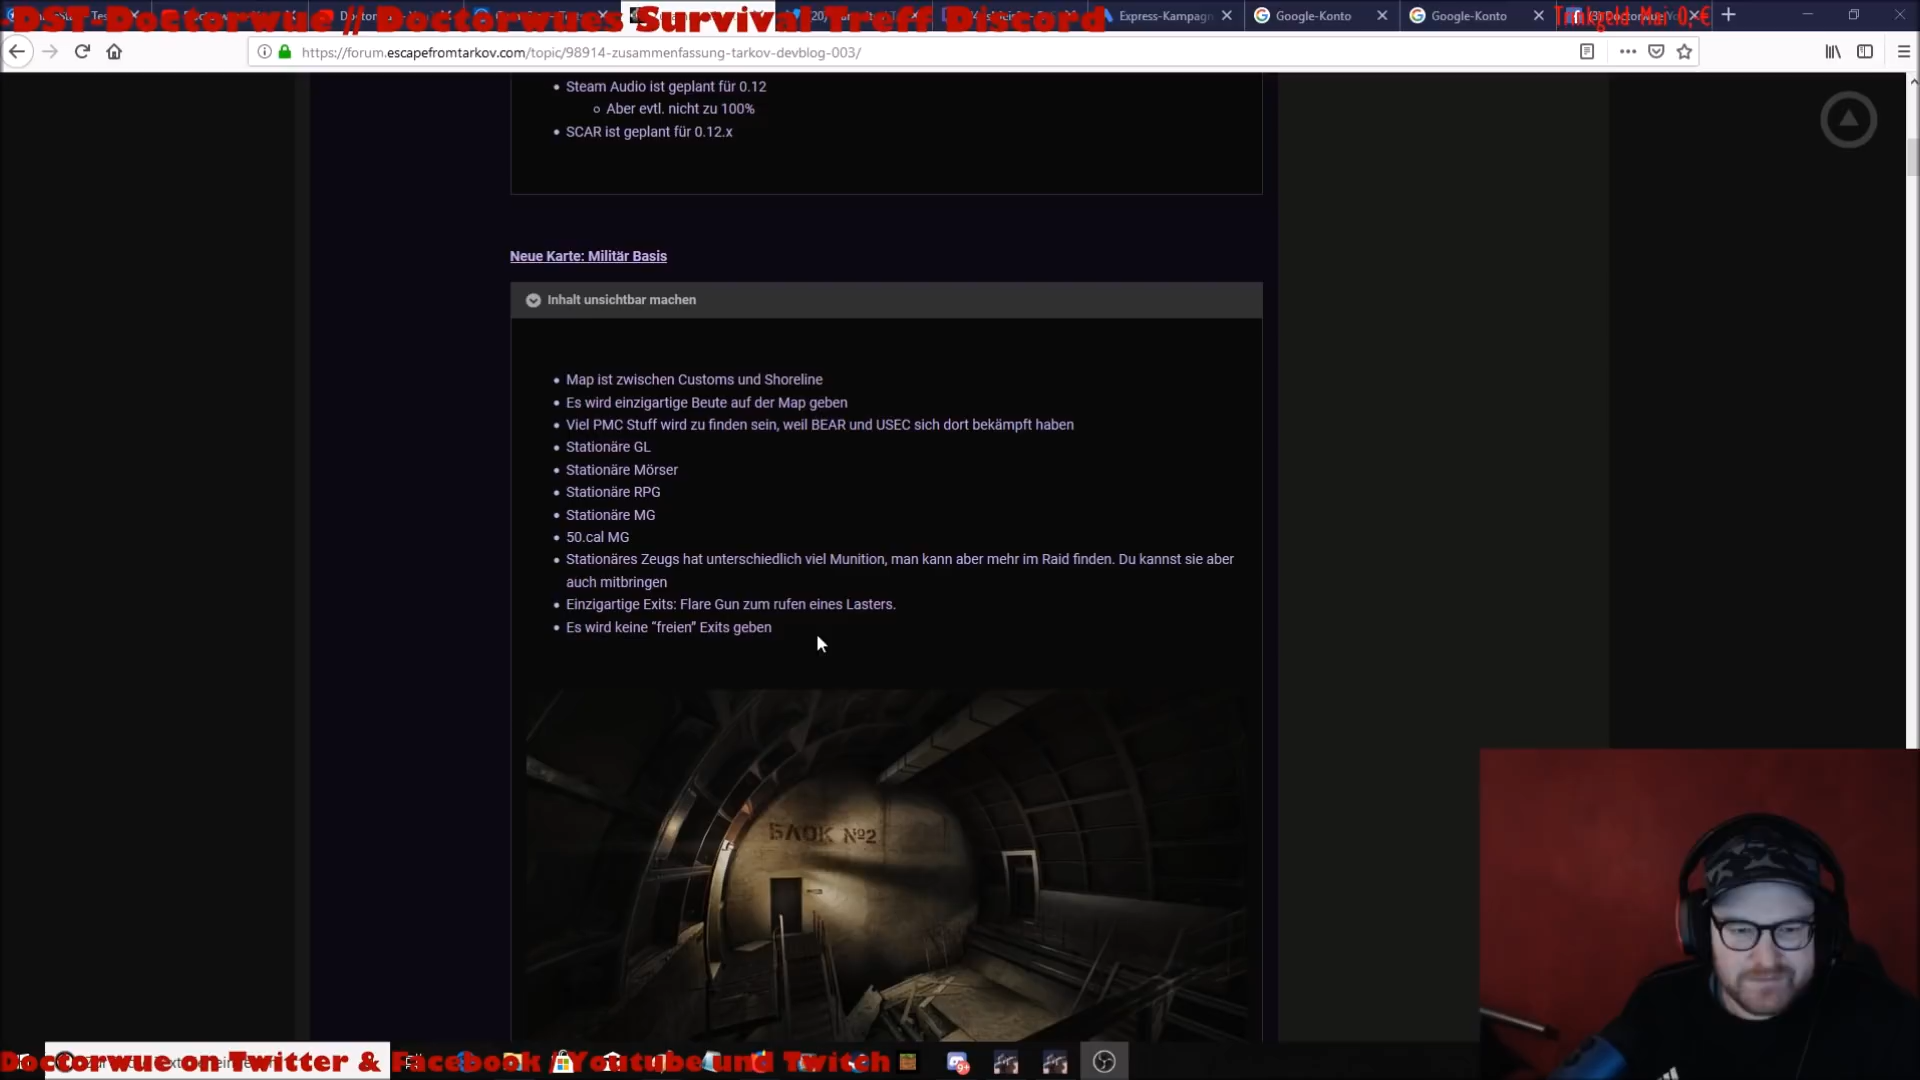 DST Doctorwue // Doctorwues Survival Treff Discord
Express-Kampagn
Google-Konto
Google-Konto
Trinkgeld Mai 0,€
https://forum.escapefromtarkov.com/topic/98914-zusammenfassung-tarkov-devblog-003/
Steam Audio ist geplant für 0.12
Aber evtl. nicht zu 100%
SCAR ist geplant für 0.12.x
Neue Karte: Militär Basis
Inhalt unsichtbar machen
Map ist zwischen Customs und Shoreline
Es wird einzigartige Beute auf der Map geben
Viel PMC Stuff wird zu finden sein, weil BEAR und USEC sich dort bekämpft haben
Stationäre GL
Stationäre Mörser
Stationäre RPG
Stationäre MG
50.cal MG
Stationäres Zeugs hat unterschiedlich viel Munition, man kann aber mehr im Raid finden. Du kannst sie aber
auch mitbringen
Einzigartige Exits: Flare Gun zum rufen eines Lasters.
Es wird keine “freien” Exits geben
БЛОК №2
Doctorwue on Twitter & Facebook / Youtube und Twitch